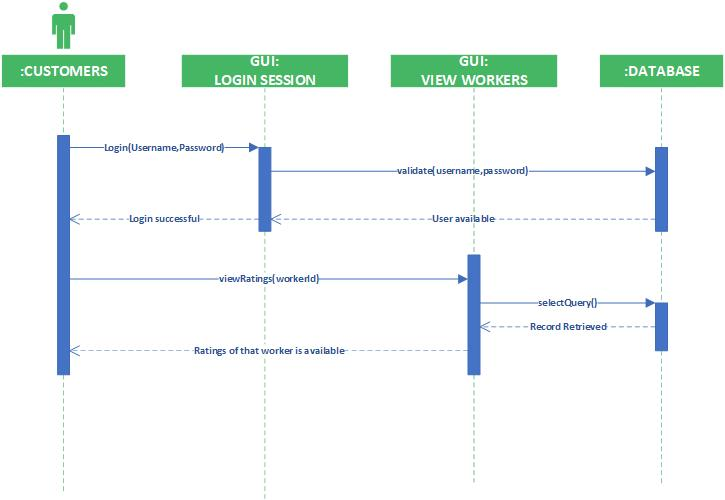 :CUSTOMERS
GUI:
LOGIN SESSION
GUI:
VIEW WORKERS
:DATABASE
Login(Username,Password)
validate(username,password)
Login successful
User available
viewRatings(workerId)
selectQuery()
Record Retrieved
Ratings of that worker is available